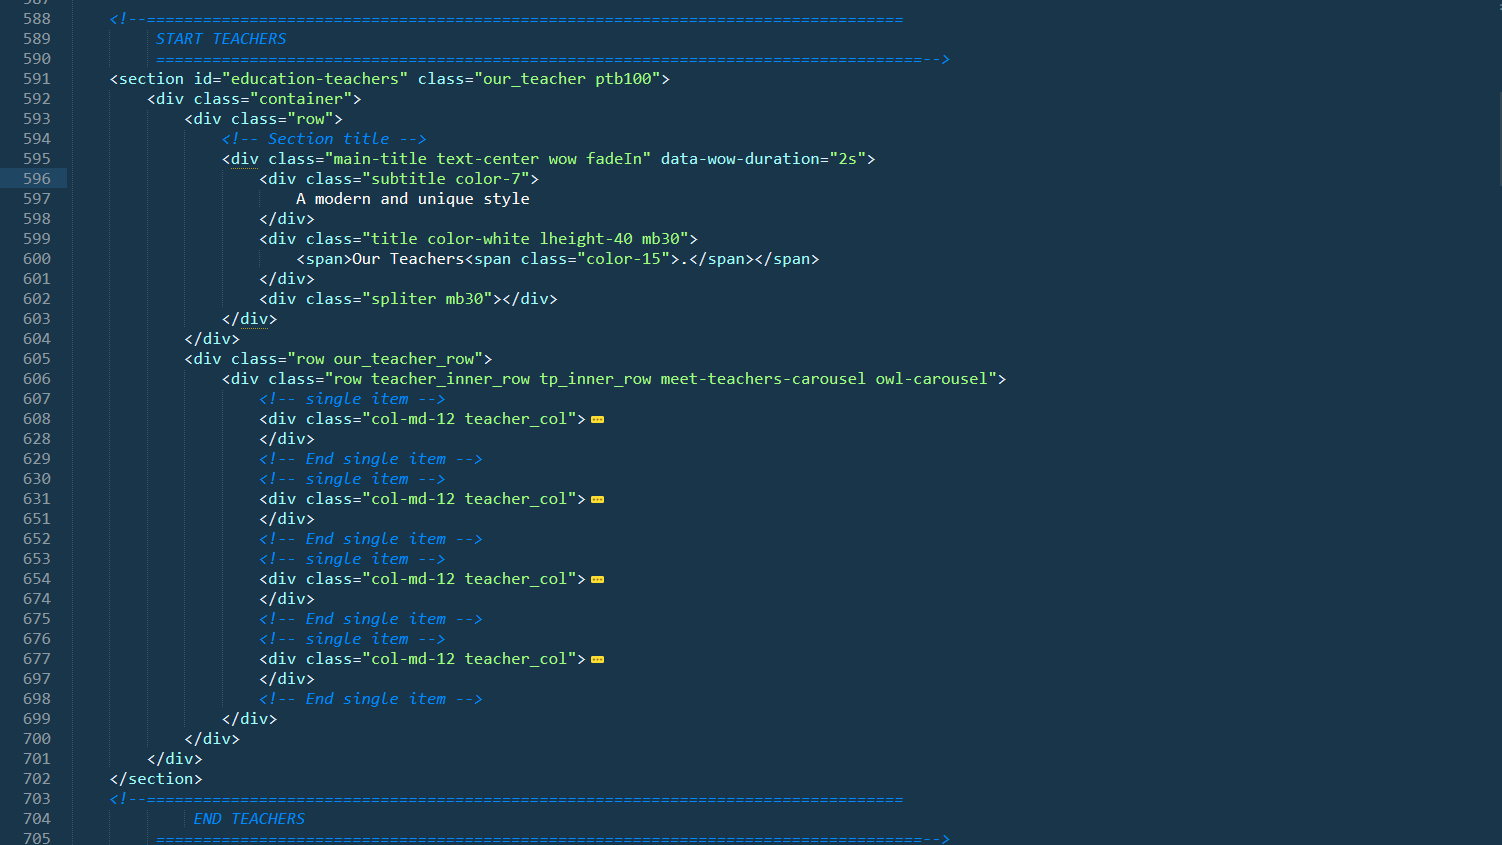 587
588 <!--=================================================================================
589 START TEACHERS
590 ==================================================================================-->
591 <section id="education-teachers" class="our_teacher ptb100">
592 <div class="container">
593 <div class="row">
594 <!-- Section title -->
595 <div class="main-title text-center wow fadeIn" data-wow-duration="2s">
596 <div class="subtitle color-7">
597 A modern and unique style
598 </div>
599 <div class="title color-white lheight-40 mb30">
600 <span>Our Teachers<span class="color-15">.</span></span>
601 </div>
602 <div class="spliter mb30"></div>
603 </div>
604 </div>
605 <div class="row our_teacher_row">
606 <div class="row teacher_inner_row tp_inner_row meet-teachers-carousel owl-carousel">
607 <!-- single item -->
608 <div class="col-md-12 teacher_col">
628 </div>
629 <!-- End single item -->
630 <!-- single item -->
631 <div class="col-md-12 teacher_col">
651 </div>
652 <!-- End single item -->
653 <!-- single item -->
654 <div class="col-md-12 teacher_col">
674 </div>
675 <!-- End single item -->
676 <!-- single item -->
677 <div class="col-md-12 teacher_col">
697 </div>
698 <!-- End single item -->
699 </div>
700 </div>
701 </div>
702 </section>
703 <!--=================================================================================
704 END TEACHERS
705 ==================================================================================-->